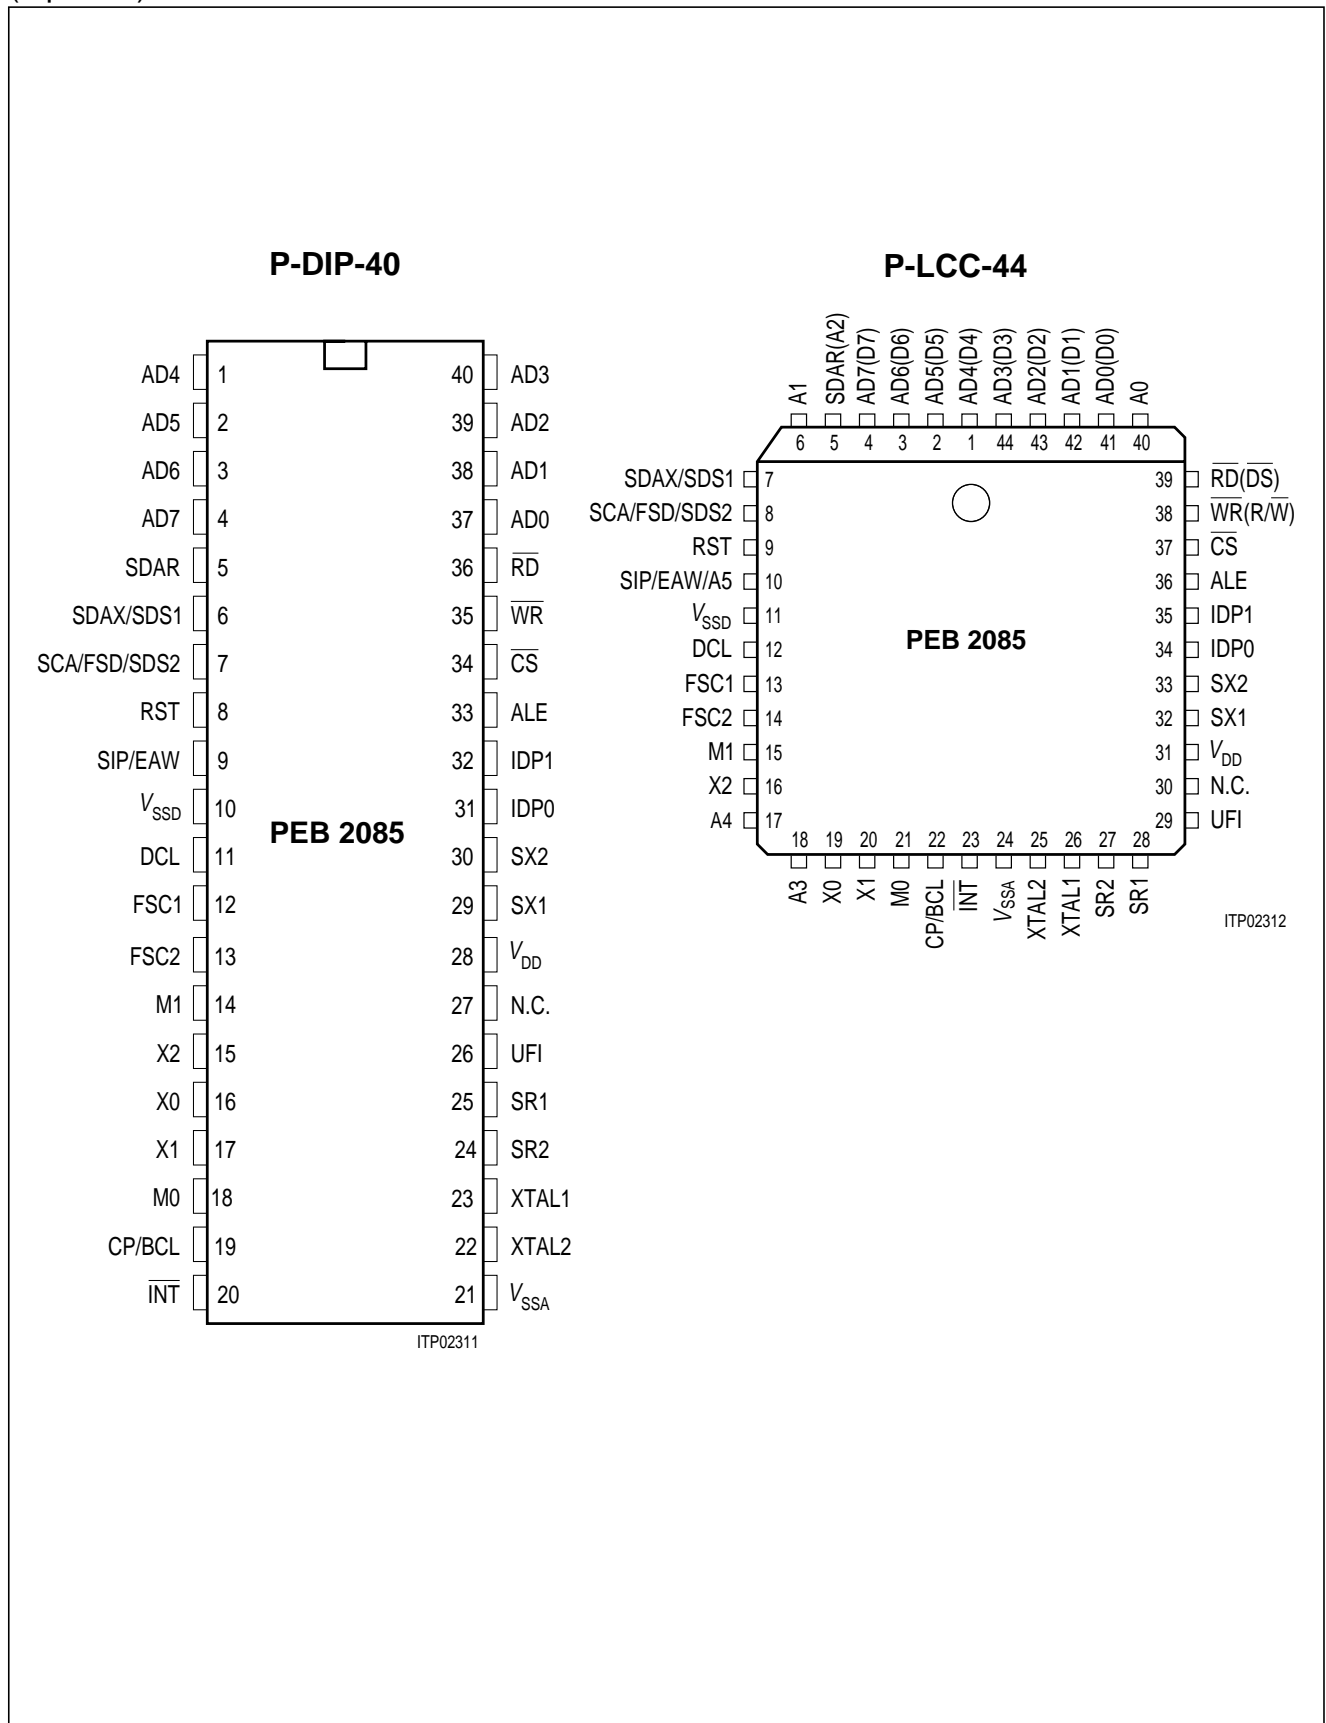 P-DIP-40
AD4 1 40 AD3
AD5 2 39 AD2
AD6 3 38 AD1
AD7 4 37 AD0
SDAR 5 36 R̅D̅
SDAX/SDS1 6 35 W̅R̅
SCA/FSD/SDS2 7 34 C̅S̅
RST 8 33 ALE
SIP/EAW 9 32 IDP1
VSSD 10 31 IDP0
PEB 2085
DCL 11 30 SX2
FSC1 12 29 SX1
FSC2 13 28 VDD
M1 14 27 N.C.
X2 15 26 UFI
X0 16 25 SR1
X1 17 24 SR2
M0 18 23 XTAL1
CP/BCL 19 22 XTAL2
I̅N̅T̅ 20 21 VSSA
ITP02311
P-LCC-44
A1 SDAR(A2) AD7(D7) AD6(D6) AD5(D5) AD4(D4) AD3(D3) AD2(D2) AD1(D1) AD0(D0) A0
6 5 4 3 2 1 44 43 42 41 40
SDAX/SDS1 7 39 R̅D̅(D̅S̅)
SCA/FSD/SDS2 8 38 W̅R̅(R/W̅)
RST 9 37 C̅S̅
SIP/EAW/A5 10 36 ALE
VSSD 11 35 IDP1
PEB 2085
DCL 12 34 IDP0
FSC1 13 33 SX2
FSC2 14 32 SX1
M1 15 31 VDD
X2 16 30 N.C.
A4 17 29 UFI
18 19 20 21 22 23 24 25 26 27 28
A3 X0 X1 M0 CP/BCL I̅N̅T̅ VSSA XTAL2 XTAL1 SR2 SR1
ITP02312